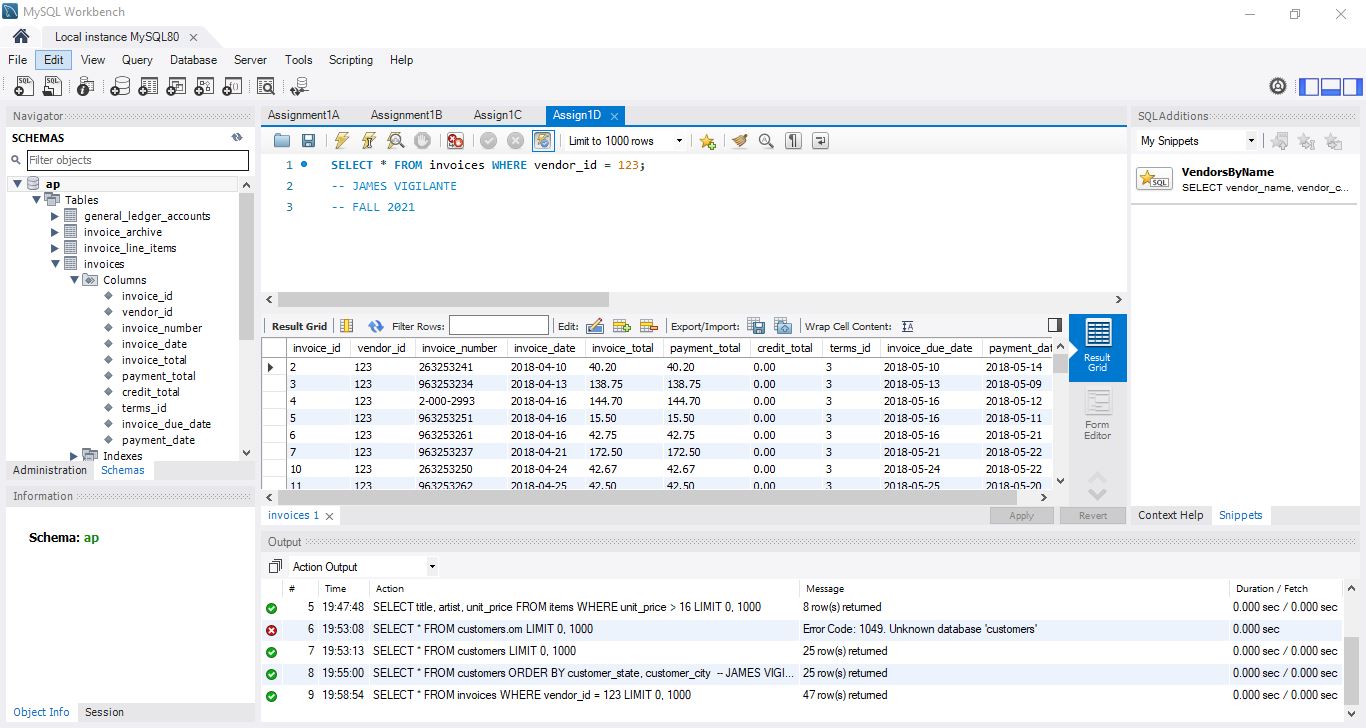 MySQL Workbench
Local instance MySQL80
File Edit View Query Database Server Tools Scripting Help
Navigator
SCHEMAS
Filter objects
ap
Tables
general_ledger_accounts
invoice_archive
invoice_line_items
invoices
Columns
invoice_id
vendor_id
invoice_number
invoice_date
invoice_total
payment_total
credit_total
terms_id
invoice_due_date
payment_date
Indexes
Administration Schemas
Information
Schema: ap
Object Info Session
Assignment1A Assignment1B Assign1C Assign1D
Limit to 1000 rows
1 SELECT * FROM invoices WHERE vendor_id = 123;
2 -- JAMES VIGILANTE
3 -- FALL 2021
Result Grid Filter Rows: Edit: Export/Import: Wrap Cell Content:
invoice_id vendor_id invoice_number invoice_date invoice_total payment_total credit_total terms_id invoice_due_date payment_dat
2 123 263253241 2018-04-10 40.20 40.20 0.00 3 2018-05-10 2018-05-14
3 123 963253234 2018-04-13 138.75 138.75 0.00 3 2018-05-13 2018-05-09
4 123 2-000-2993 2018-04-16 144.70 144.70 0.00 3 2018-05-16 2018-05-12
5 123 963253251 2018-04-16 15.50 15.50 0.00 3 2018-05-16 2018-05-11
6 123 963253261 2018-04-16 42.75 42.75 0.00 3 2018-05-16 2018-05-21
7 123 963253237 2018-04-21 172.50 172.50 0.00 3 2018-05-21 2018-05-22
10 123 263253250 2018-04-24 42.67 42.67 0.00 3 2018-05-24 2018-05-22
11 123 963253262 2018-04-25 42.50 42.50 0.00 3 2018-05-25 2018-05-20
Result
Grid
Form
Editor
invoices 1
Apply Revert
Output
Action Output
# Time Action Message Duration / Fetch
5 19:47:48 SELECT title, artist, unit_price FROM items WHERE unit_price > 16 LIMIT 0, 1000 8 row(s) returned 0.000 sec / 0.000 sec
6 19:53:08 SELECT * FROM customers.om LIMIT 0, 1000 Error Code: 1049. Unknown database 'customers' 0.000 sec
7 19:53:13 SELECT * FROM customers LIMIT 0, 1000 25 row(s) returned 0.000 sec / 0.000 sec
8 19:55:00 SELECT * FROM customers ORDER BY customer_state, customer_city -- JAMES VIGI... 25 row(s) returned 0.000 sec / 0.000 sec
9 19:58:54 SELECT * FROM invoices WHERE vendor_id = 123 LIMIT 0, 1000 47 row(s) returned 0.000 sec / 0.000 sec
SQLAdditions
My Snippets
SQL
VendorsByName
SELECT vendor_name, vendor_c...
Context Help Snippets